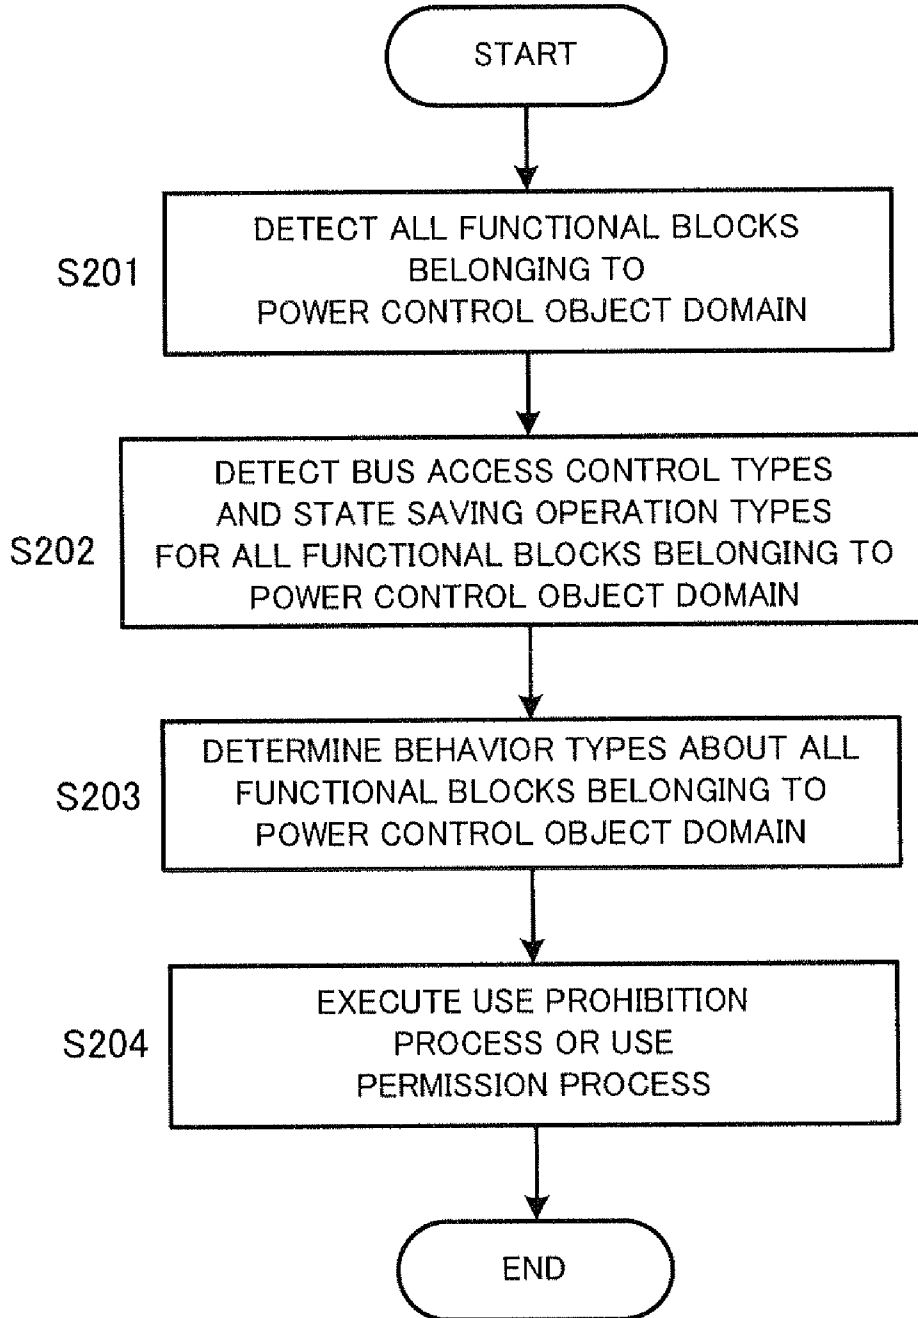 START
S201
DETECT ALL FUNCTIONAL BLOCKS
BELONGING TO
POWER CONTROL OBJECT DOMAIN
S202
DETECT BUS ACCESS CONTROL TYPES
AND STATE SAVING OPERATION TYPES
FOR ALL FUNCTIONAL BLOCKS BELONGING TO
POWER CONTROL OBJECT DOMAIN
S203
DETERMINE BEHAVIOR TYPES ABOUT ALL
FUNCTIONAL BLOCKS BELONGING TO
POWER CONTROL OBJECT DOMAIN
S204
EXECUTE USE PROHIBITION
PROCESS OR USE
PERMISSION PROCESS
END